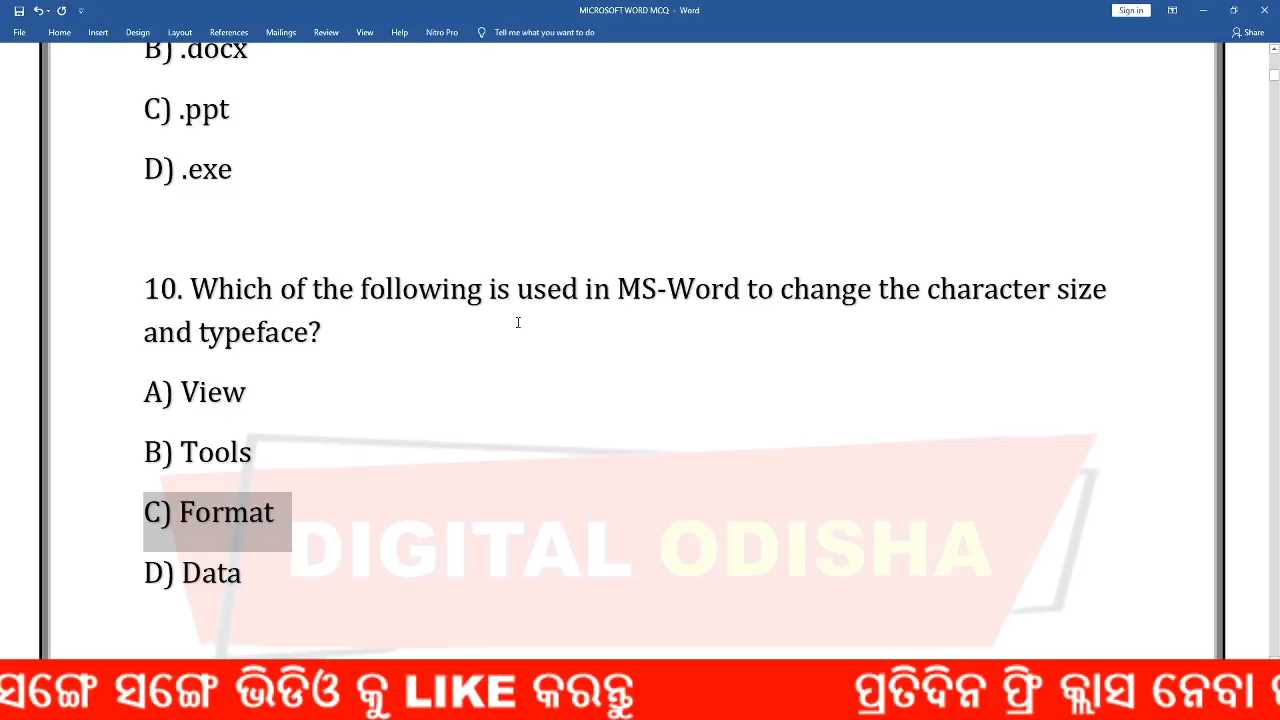 MICROSOFT WORD MCQ - Word
Sign in
File Home Insert Design Layout References Mailings Review View Help Nitro Pro Tell me what you want to do Share
B) .docx
C) .ppt
D) .exe
10. Which of the following is used in MS-Word to change the character size
and typeface?
A) View
B) Tools
C) Format
D) Data
DIGITAL ODISHA
ସଙ୍ଗେ ସଙ୍ଗେ ଭିଡିଓ କୁ LIKE କରନ୍ତୁ ପ୍ରତିଦିନ ଫ୍ରି କ୍ଲାସ ନେବା